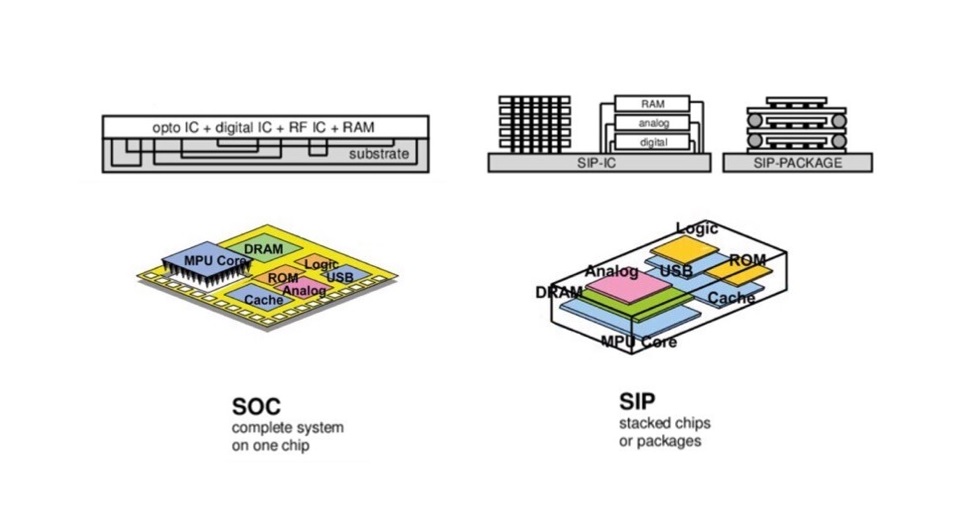 opto IC + digital IC + RF IC + RAM
substrate
RAM
analog
digital
SIP-IC
SIP-PACKAGE
DRAM
MPU Core
Logic
USB
ROM
Analog
Cache
Logic
ROM
USB
Analog
DRAM
Cache
MPU Core
SOC
complete system
on one chip
SIP
stacked chips
or packages